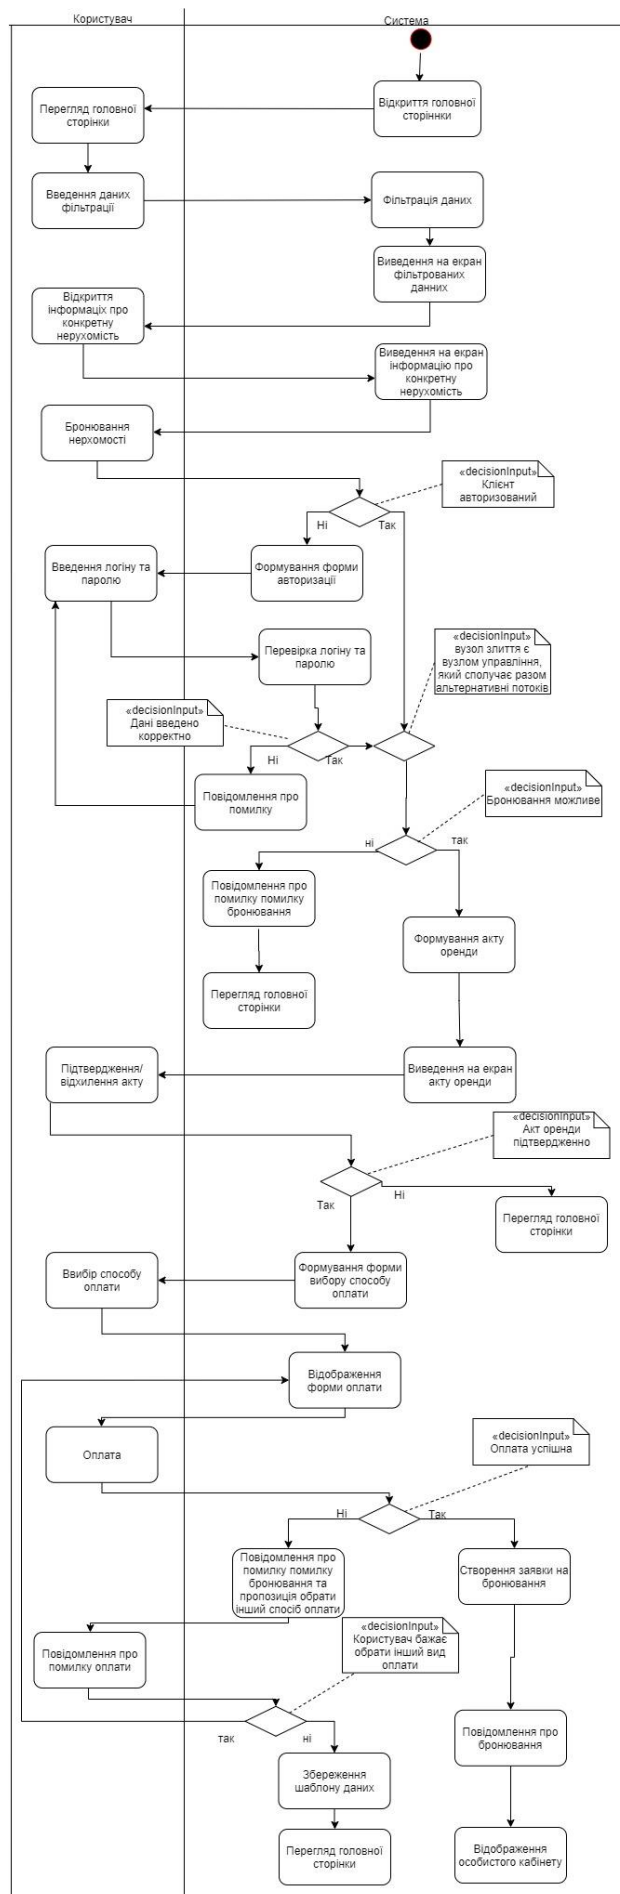 Користувач
Система
Відкриття головної
сторіннки
Перегляд головної
сторінки
Введення даних
фільтрації
Фільтрація даних
Виведення на екран
фільтрованих
данних
Відкриття
інформаціх про
конкретну
нерухомість
Виведення на екран
інформацію про
конкретну
нерухомість
Бронювання
нерхомості
«decisionInput»
Клієнт
авторизований
Ні
Так
Введення логіну та
паролю
Формування форми
авторизації
Перевірка логіну та
паролю
«decisionInput»
вузол злиття є
вузлом управління,
який сполучає разом
альтернативні потоків
«decisionInput»
Дані введено
корректно
Ні
Так
Повідомлення про
помилку
«decisionInput»
Бронювання можливе
ні
так
Повідомлення про
помилку помилку
бронювання
Формування акту
оренди
Перегляд головної
сторінки
Підтвердження/
відхилення акту
Виведення на екран
акту оренди
«decisionInput»
Акт оренди
підтвердженно
Так
Ні
Перегляд головної
сторінки
Ввибір способу
оплати
Формування форми
вибору способу
оплати
Відображення
форми оплати
Оплата
«decisionInput»
Оплата успішна
Ні
Так
Повідомлення про
помилку помилку
бронювання та
пропозиція обрати
інший спосіб оплати
Створення заявки на
бронювання
Повідомлення про
помилку оплати
«decisionInput»
Користувач бажає
обрати інший вид
оплати
так
ні
Повідомлення про
бронювання
Збереження
шаблону даних
Перегляд головної
сторінки
Відображення
особистого кабінету